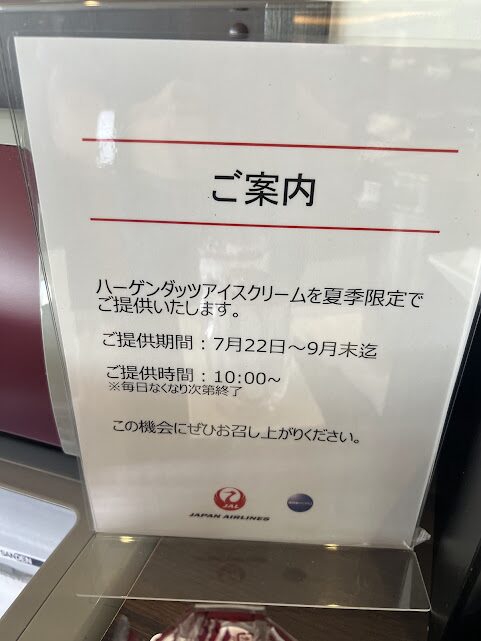 ご案内
ハーゲンダッツアイスクリームを夏季限定で
ご提供いたします。
ご提供期間：7月22日～9月末迄
ご提供時間：10:00~
※毎日なくなり次第終了
この機会にぜひお召し上がりください。
JAL
JAPAN AIRLINES
SANDEN